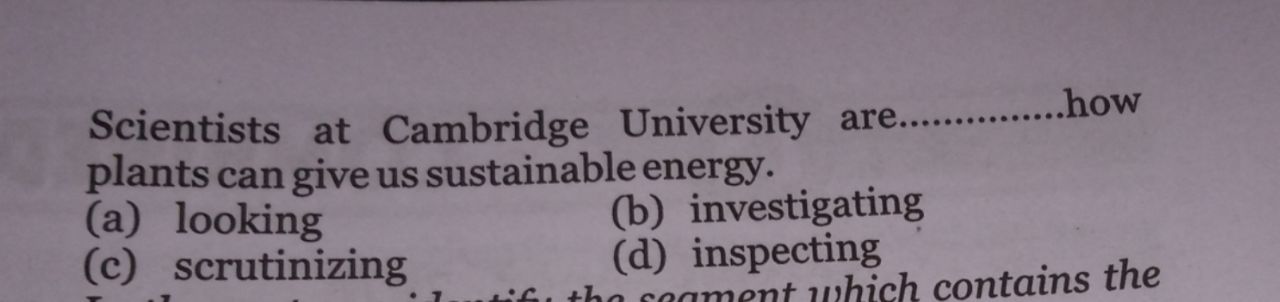 Scientists at Cambridge University are...............how
plants can give us sustainable energy.
(a) looking (b) investigating
(c) scrutinizing (d) inspecting
the segment which contains the